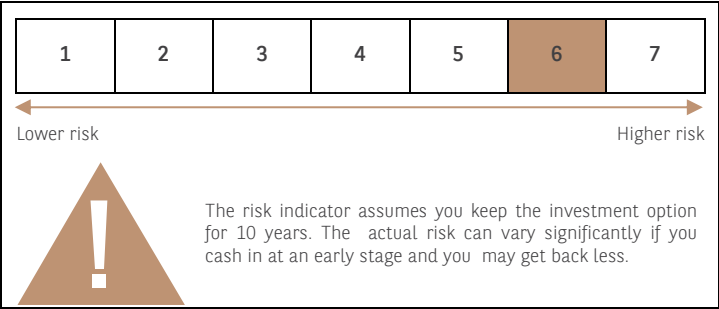 1 2 3 4 5 6 7
Lower risk Higher risk
!
The risk indicator assumes you keep the investment option
for 10 years. The actual risk can vary significantly if you
cash in at an early stage and you may get back less.